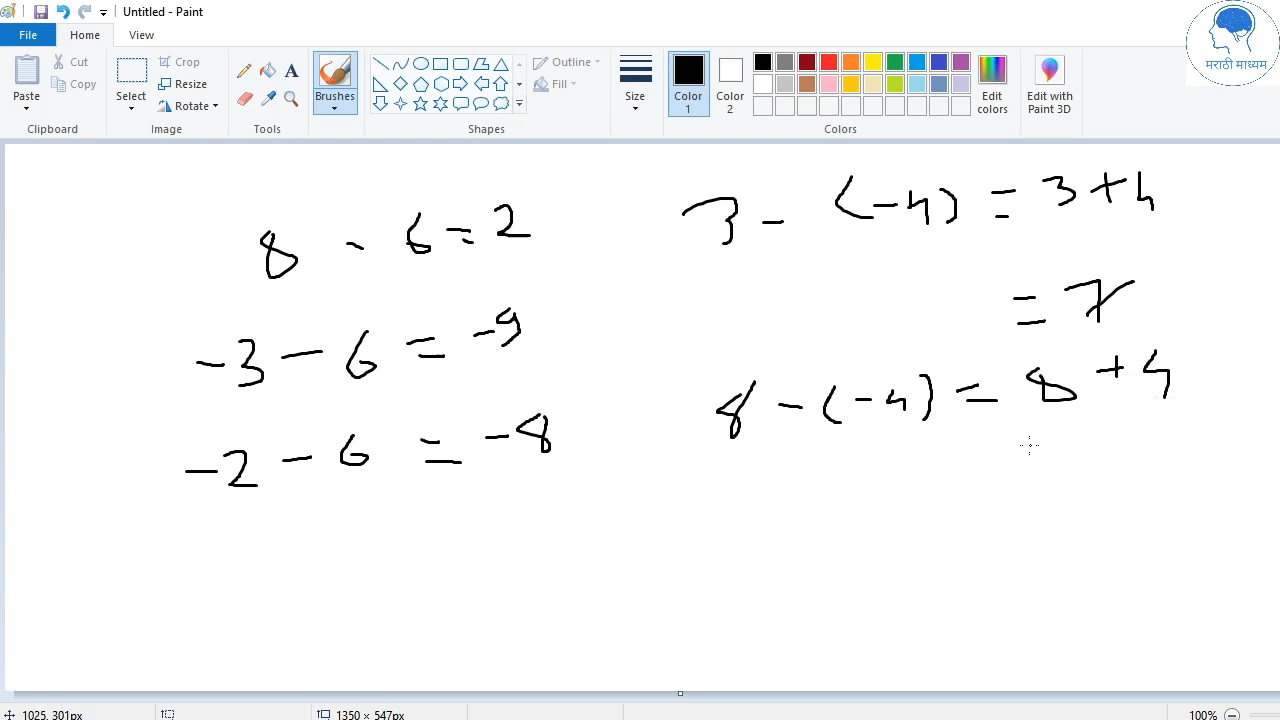 Untitled - Paint
File Home View
Paste Cut Copy Clipboard
Select Crop Resize Rotate Image
Tools
Brushes
Outline Fill Shapes
Size
Color 1 Color 2 Edit colors Colors
Edit with Paint 3D
मराठी माध्यम
8 - 6 = 2
-3 - 6 = -9
-2 - 6 = -8
3 - (-4) = 3 + 4
= 7
8 - (-4) = 8 + 4
1025, 301px
1350 × 547px
100%